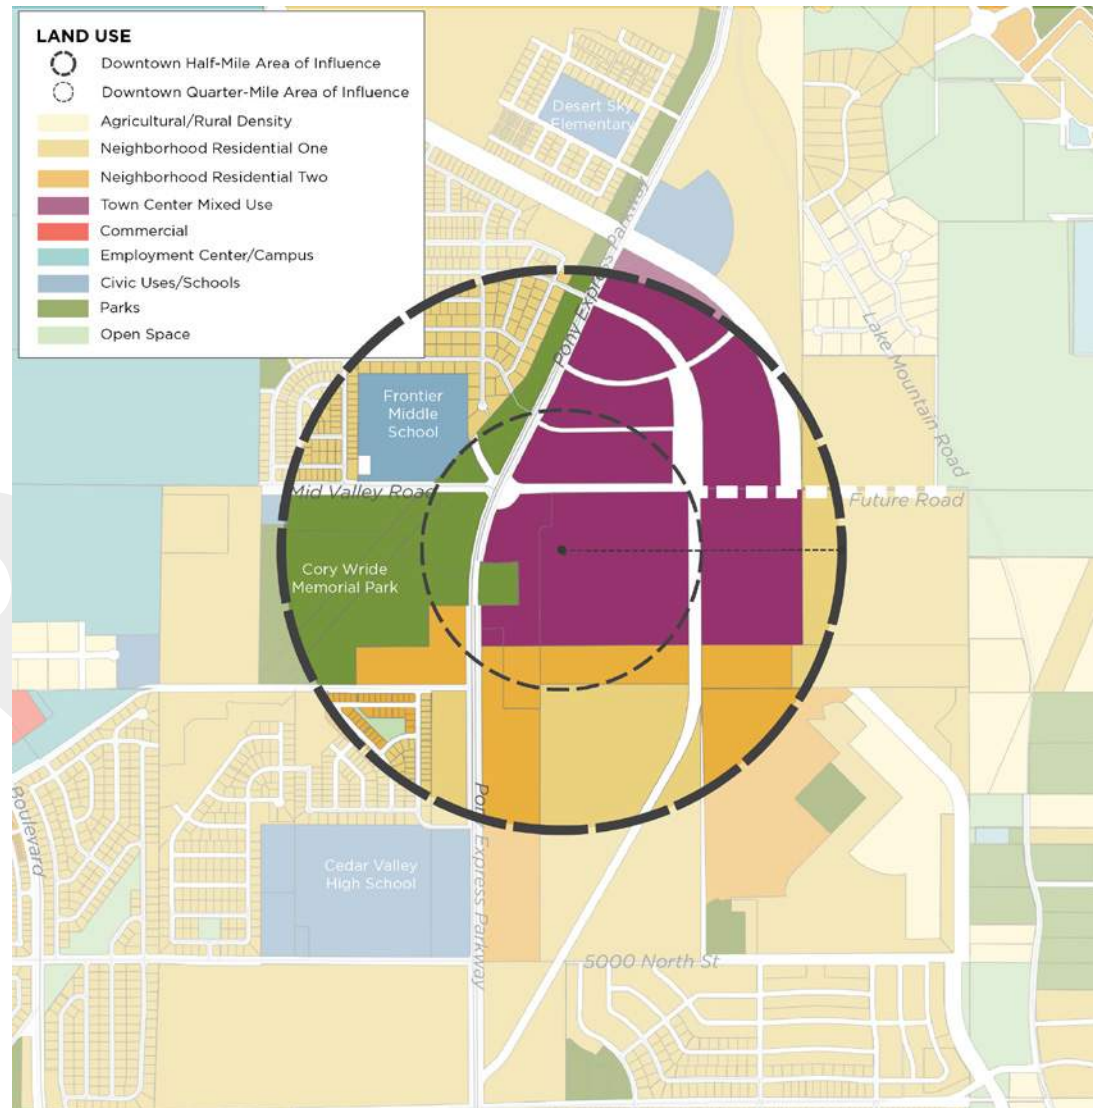 LAND USE
Downtown Half-Mile Area of Influence
Downtown Quarter-Mile Area of Influence
Agricultural/Rural Density
Neighborhood Residential One
Neighborhood Residential Two
Town Center Mixed Use
Commercial
Employment Center/Campus
Civic Uses/Schools
Parks
Open Space
Desert Sky
Elementary
Pony Express Parkway
Lake Mountain Road
Frontier
Middle
School
Mid Valley Road
Future Road
Cory Wride
Memorial Park
Boulevard
Pony Express Parkway
Cedar Valley
High School
5000 North St